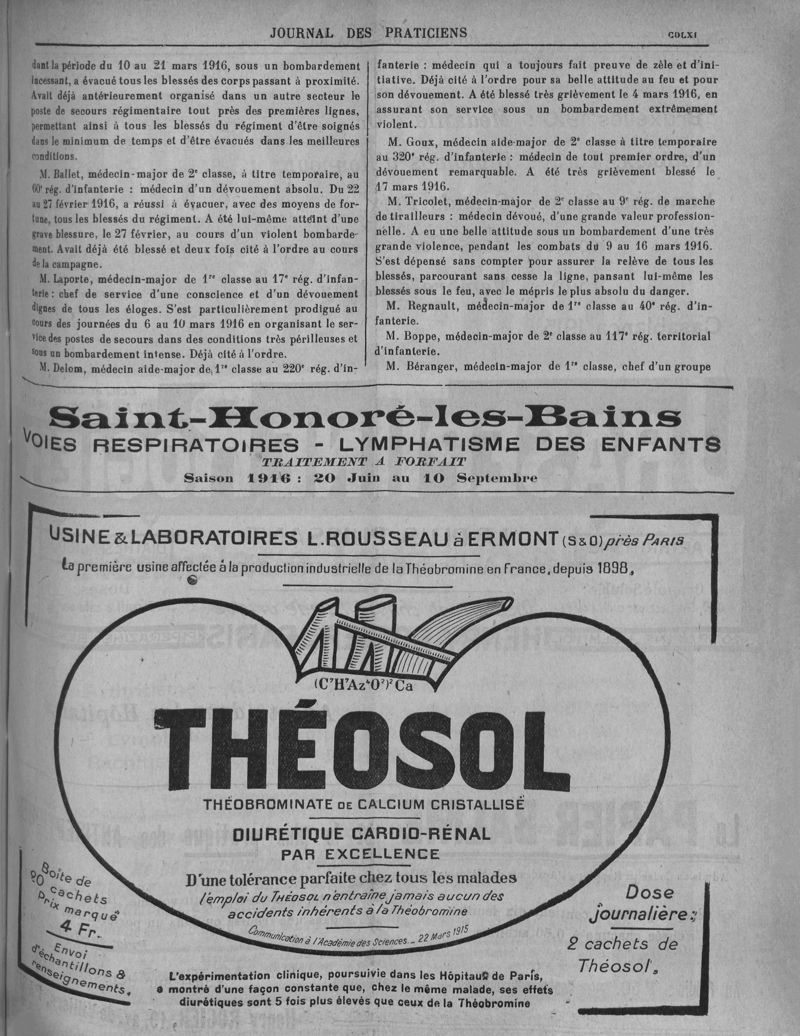 JOURNAL DES PRATICIENS
CDLXI
dant la période du 10 au 21 mars 1916, sous un bombardement
incessant, a évacué tous les blessés des corps passant à proximité.
Avait déjà antérieurement organisé dans un autre secteur le
poste de secours régimentaire tout près des premières lignes,
permettant ainsi à tous les blessés du régiment d'être soignés
dans le minimum de temps et d'être évacués dans les meilleures
conditions.
M. Ballet, médecin-major de 2e classe, à titre temporaire, au
60e rég. d'infanterie : médecin d'un dévouement absolu. Du 22
au 27 février 1916, a réussi à évacuer, avec des moyens de for-
tune, tous les blessés du régiment. A été lui-même atteint d'une
grave blessure, le 27 février, au cours d'un violent bombarde-
ment. Avait déjà été blessé et deux fois cité à l'ordre au cours
de la campagne.
M. Laporte, médecin-major de 1re classe au 17e rég. d'infan-
terie : chef de service d'une conscience et d'un dévouement
dignes de tous les éloges. S'est particulièrement prodigué au
cours des journées du 6 au 10 mars 1916 en organisant le ser-
vice des postes de secours dans des conditions très périlleuses et
sous un bombardement intense. Déjà cité à l'ordre.
M. Delom, médecin aide-major de 1re classe au 220e rég. d'in-
fanterie : médecin qui a toujours fait preuve de zèle et d'ini-
tiative. Déjà cité à l'ordre pour sa belle attitude au feu et pour
son dévouement. A été blessé très grièvement le 4 mars 1916, en
assurant son service sous un bombardement extrêmement
violent.
M. Goux, médecin aide-major de 2e classe à titre temporaire
au 320e rég. d'infanterie : médecin de tout premier ordre, d'un
dévouement remarquable. A été très grièvement blessé le
17 mars 1916.
M. Tricolet, médecin-major de 2e classe au 9e rég. de marche
de tirailleurs : médecin dévoué, d'une grande valeur profession-
nelle. A eu une belle attitude sous un bombardement d'une très
grande violence, pendant les combats du 9 au 16 mars 1916.
S'est dépensé sans compter pour assurer la relève de tous les
blessés, parcourant sans cesse la ligne, pansant lui-même les
blessés sous le feu, avec le mépris le plus absolu du danger.
M. Regnault, médecin-major de 1re classe au 40e rég. d'in-
fanterie.
M. Boppe, médecin-major de 2e classe au 117e rég. territorial
d'infanterie.
M. Béranger, médecin-major de 1re classe, chef d'un groupe
Saint-Honoré-les-Bains
VOIES RESPIRATOIRES - LYMPHATISME DES ENFANTS
TRAITEMENT A FORFAIT
Saison 1916 : 20 Juin au 10 Septembre
USINE & LABORATOIRES L. ROUSSEAU à ERMONT (S & O) près PARIS
La première usine affectée à la production industrielle de la Théobromine en France, depuis 1898.
(C⁷H⁷Az⁴O²)²Ca
THÉOSOL
THÉOBROMINATE DE CALCIUM CRISTALLISÉ
DIURÉTIQUE CARDIO-RÉNAL
PAR EXCELLENCE
D'une tolérance parfaite chez tous les malades
l'emploi du THÉOSOL n'entraîne jamais aucun des
accidents inhérents à la Théobromine
Communication à l'Académie des Sciences. - 22 Mars 1915
Boîte de
20 cachets
Prix marqué
4 Fr.
Envoi
d'échantillons &
renseignements.
Dose
journalière:
2 cachets de
Théosol.
L'expérimentation clinique, poursuivie dans les Hôpitaux de Paris,
a montré d'une façon constante que, chez le même malade, ses effets
diurétiques sont 5 fois plus élevés que ceux de la Théobromine